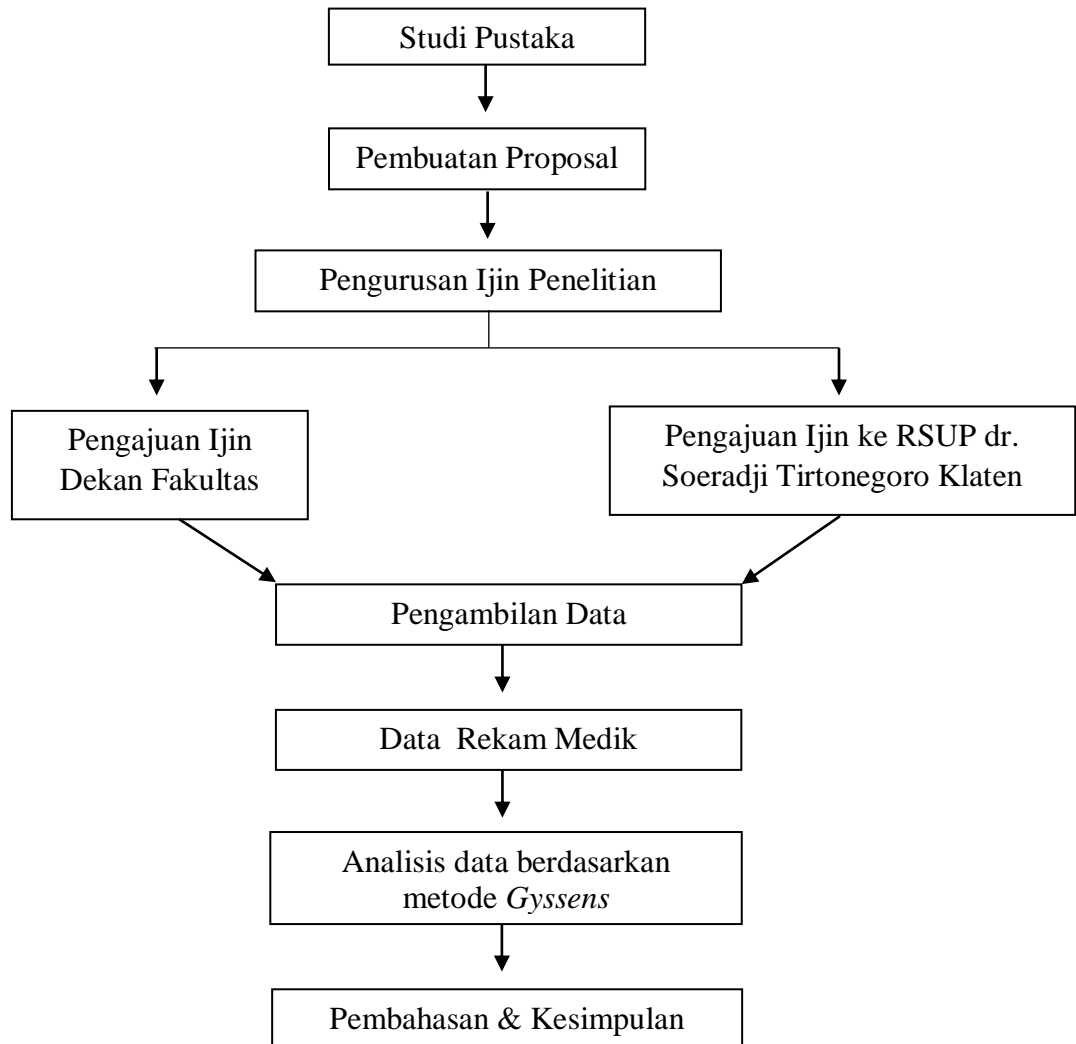 Studi Pustaka
Pembuatan Proposal
Pengurusan Ijin Penelitian
Pengajuan Ijin
Dekan Fakultas
Pengajuan Ijin ke RSUP dr.
Soeradji Tirtonegoro Klaten
Pengambilan Data
Data Rekam Medik
Analisis data berdasarkan
metode Gyssens
Pembahasan & Kesimpulan